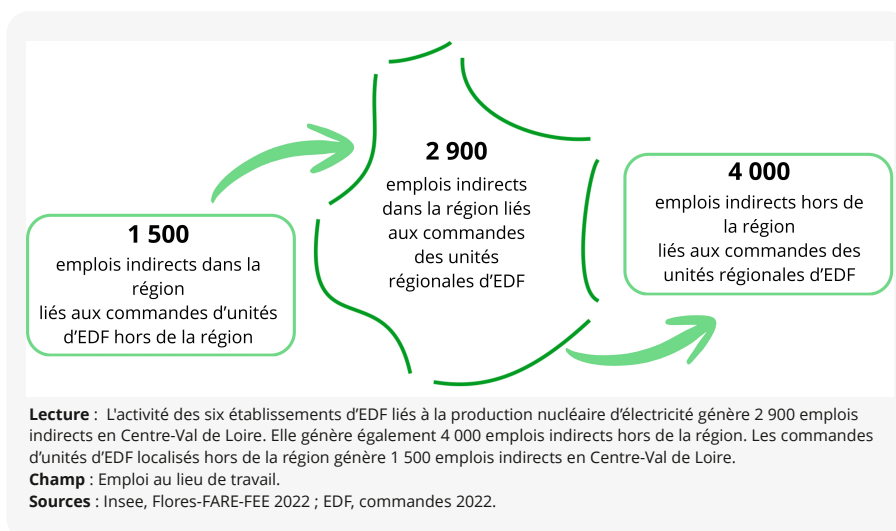 1 500
emplois indirects dans la
région
liés aux commandes d’unités
d’EDF hors de la région
2 900
emplois indirects
dans la région liés
aux commandes
des unités
régionales d’EDF
4 000
emplois indirects hors de
la région
liés aux commandes des
unités régionales d’EDF
Lecture : L'activité des six établissements d’EDF liés à la production nucléaire d’électricité génère 2 900 emplois
indirects en Centre-Val de Loire. Elle génère également 4 000 emplois indirects hors de la région. Les commandes
d’unités d’EDF localisés hors de la région génère 1 500 emplois indirects en Centre-Val de Loire.
Champ : Emploi au lieu de travail.
Sources : Insee, Flores-FARE-FEE 2022 ; EDF, commandes 2022.